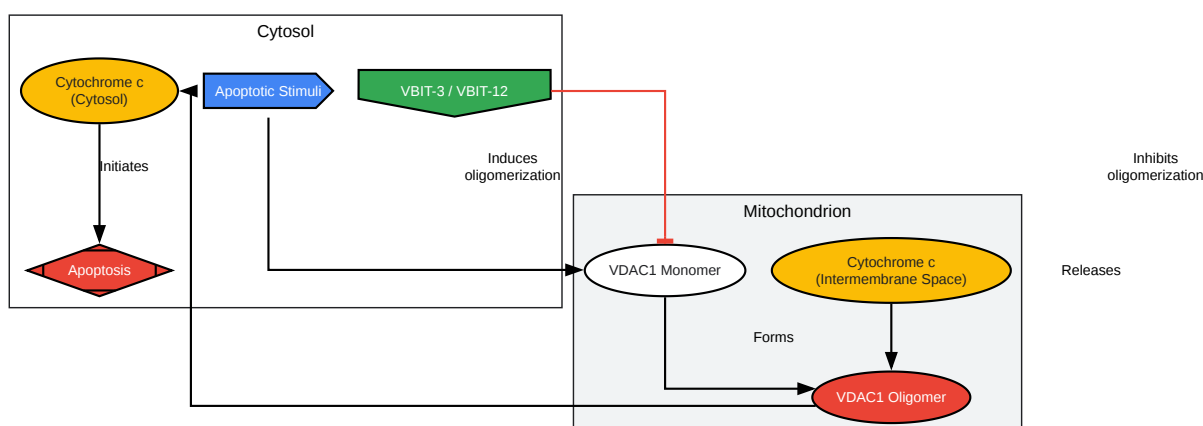 Cytosol
Cytochrome c
(Cytosol)
Apoptotic Stimuli
VBIT-3 / VBIT-12
Initiates
Induces
oligomerization
Inhibits
oligomerization
Mitochondrion
Apoptosis
VDAC1 Monomer
Cytochrome c
(Intermembrane Space)
Releases
Forms
VDAC1 Oligomer